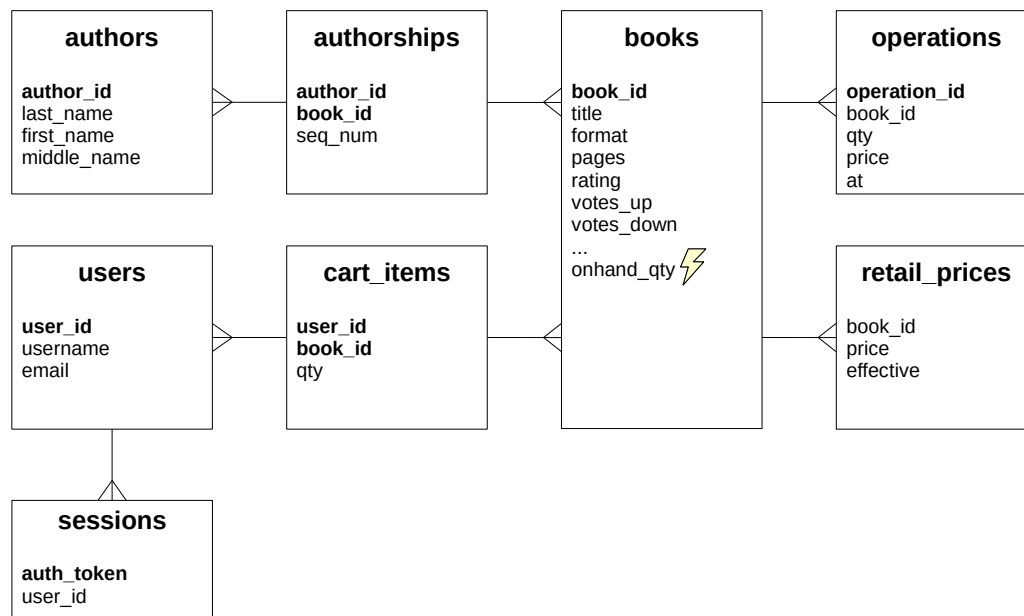 authors
author_id
last_name
first_name
middle_name
authorships
author_id
book_id
seq_num
books
book_id
title
format
pages
rating
votes_up
votes_down
...
onhand_qty
operations
operation_id
book_id
qty
price
at
users
user_id
username
email
cart_items
user_id
book_id
qty
retail_prices
book_id
price
effective
sessions
auth_token
user_id